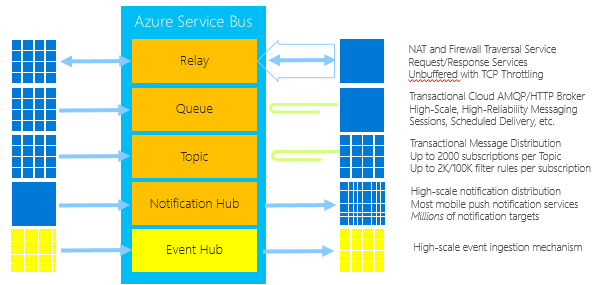 Azure Service Bus
Relay
NAT and Firewall Traversal Service
Request/Response Services
Unbuffered with TCP Throttling
Queue
Transactional Cloud AMQP/HTTP Broker
High-Scale, High-Reliability Messaging
Sessions, Scheduled Delivery, etc.
Topic
Transactional Message Distribution
Up to 2000 subscriptions per Topic
Up to 2K/100K filter rules per subscription
Notification Hub
High-scale notification distribution
Most mobile push notification services
Millions of notification targets
Event Hub
High-scale event ingestion mechanism